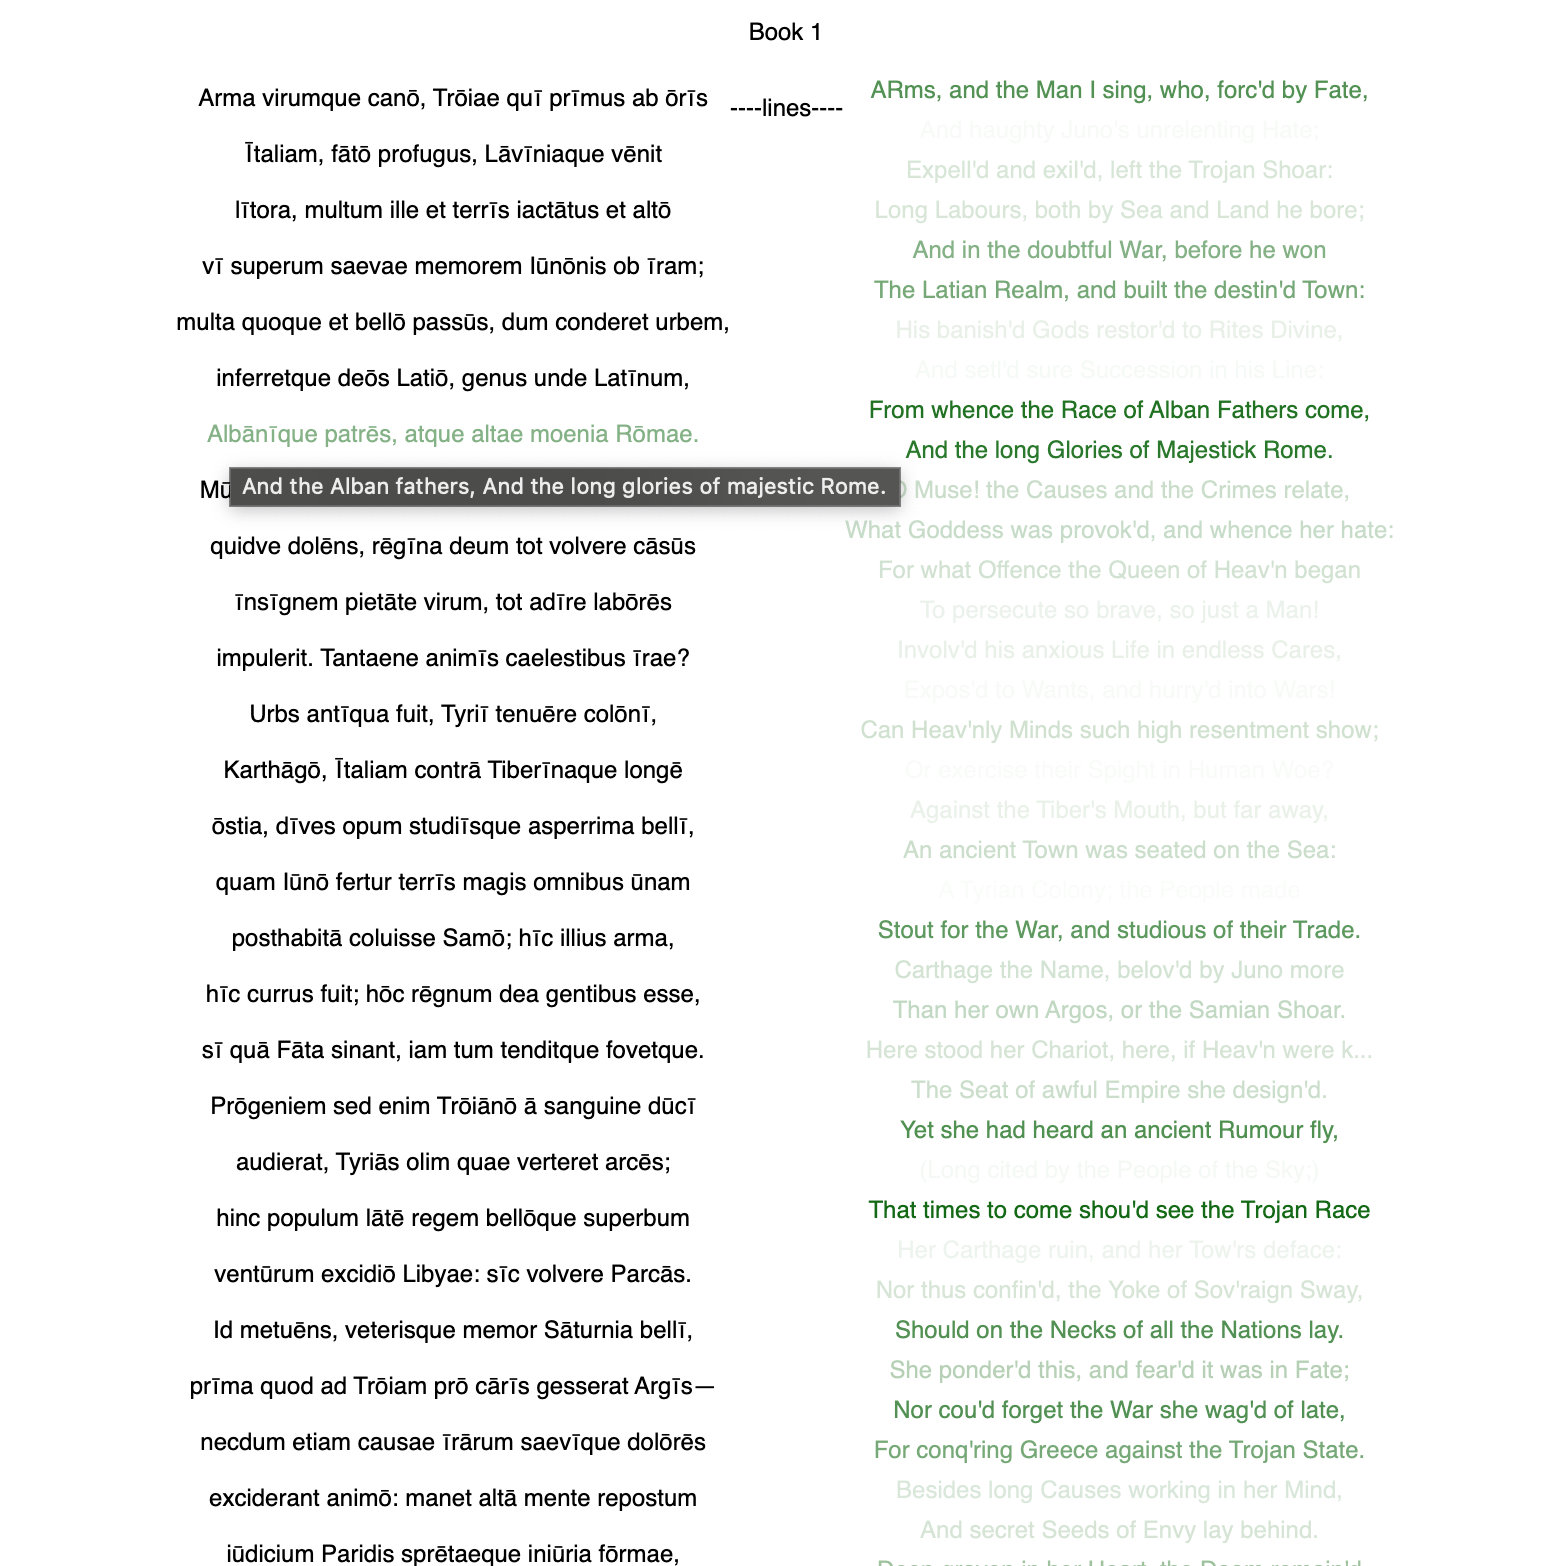 Book 1
Arma virumque canō, Trōiae quī prīmus ab ōrīs
Ītaliam, fātō profugus, Lāvīniaque vēnit
lītora, multum ille et terrīs iactātus et altō
vī superum saevae memorem Iūnōnis ob īram;
multa quoque et bellō passūs, dum conderet urbem,
inferretque deōs Latiō, genus unde Latīnum,
Albānīque patrēs, atque altae moenia Rōmae.
Mū
And the Alban fathers, And the long glories of majestic Rome.
quidve dolēns, rēgīna deum tot volvere cāsūs
īnsīgnem pietāte virum, tot adīre labōrēs
impulerit. Tantaene animīs caelestibus īrae?
Urbs antīqua fuit, Tyriī tenuēre colōnī,
Karthāgō, Ītaliam contrā Tiberīnaque longē
ōstia, dīves opum studiīsque asperrima bellī,
quam Iūnō fertur terrīs magis omnibus ūnam
posthabitā coluisse Samō; hīc illius arma,
hīc currus fuit; hōc rēgnum dea gentibus esse,
sī quā Fāta sinant, iam tum tenditque fovetque.
Prōgeniem sed enim Trōiānō ā sanguine dūcī
audierat, Tyriās olim quae verteret arcēs;
hinc populum lātē regem bellōque superbum
ventūrum excidiō Libyae: sīc volvere Parcās.
Id metuēns, veterisque memor Sāturnia bellī,
prīma quod ad Trōiam prō cārīs gesserat Argīs—
necdum etiam causae īrārum saevīque dolōrēs
exciderant animō: manet altā mente repostum
iūdicium Paridis sprētaeque iniūria fōrmae,
----lines----
ARms, and the Man I sing, who, forc'd by Fate,
And haughty Juno's unrelenting Hate;
Expell'd and exil'd, left the Trojan Shoar:
Long Labours, both by Sea and Land he bore;
And in the doubtful War, before he won
The Latian Realm, and built the destin'd Town:
His banish'd Gods restor'd to Rites Divine,
And setl'd sure Succession in his Line:
From whence the Race of Alban Fathers come,
And the long Glories of Majestick Rome.
Muse! the Causes and the Crimes relate,
What Goddess was provok'd, and whence her hate:
For what Offence the Queen of Heav'n began
To persecute so brave, so just a Man!
Involv'd his anxious Life in endless Cares,
Expos'd to Wants, and hurry'd into Wars!
Can Heav'nly Minds such high resentment show;
Or exercise their Spight in Human Woe?
Against the Tiber's Mouth, but far away,
An ancient Town was seated on the Sea:
A Tyrian Colony; the People made
Stout for the War, and studious of their Trade.
Carthage the Name, belov'd by Juno more
Than her own Argos, or the Samian Shoar.
Here stood her Chariot, here, if Heav'n were k...
The Seat of awful Empire she design'd.
Yet she had heard an ancient Rumour fly,
(Long cited by the People of the Sky;)
That times to come shou'd see the Trojan Race
Her Carthage ruin, and her Tow'rs deface:
Nor thus confin'd, the Yoke of Sov'raign Sway,
Should on the Necks of all the Nations lay.
She ponder'd this, and fear'd it was in Fate;
Nor cou'd forget the War she wag'd of late,
For conq'ring Greece against the Trojan State.
Besides long Causes working in her Mind,
And secret Seeds of Envy lay behind.